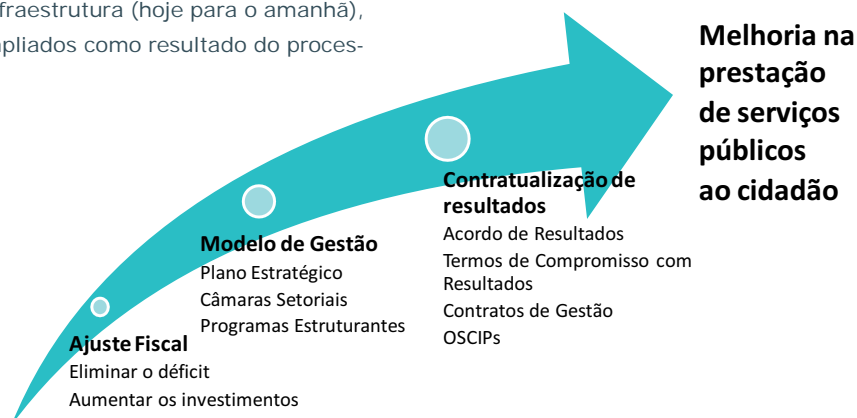 fraestrutura (hoje para o amanhã),
pliados como resultado do proces-
Melhoria na
prestação
de serviços
públicos
ao cidadão
Contratualização de
resultados
Acordo de Resultados
Termos de Compromisso com
Resultados
Contratos de Gestão
OSCIPs
Modelo de Gestão
Plano Estratégico
Câmaras Setoriais
Programas Estruturantes
Ajuste Fiscal
Eliminar o déficit
Aumentar os investimentos